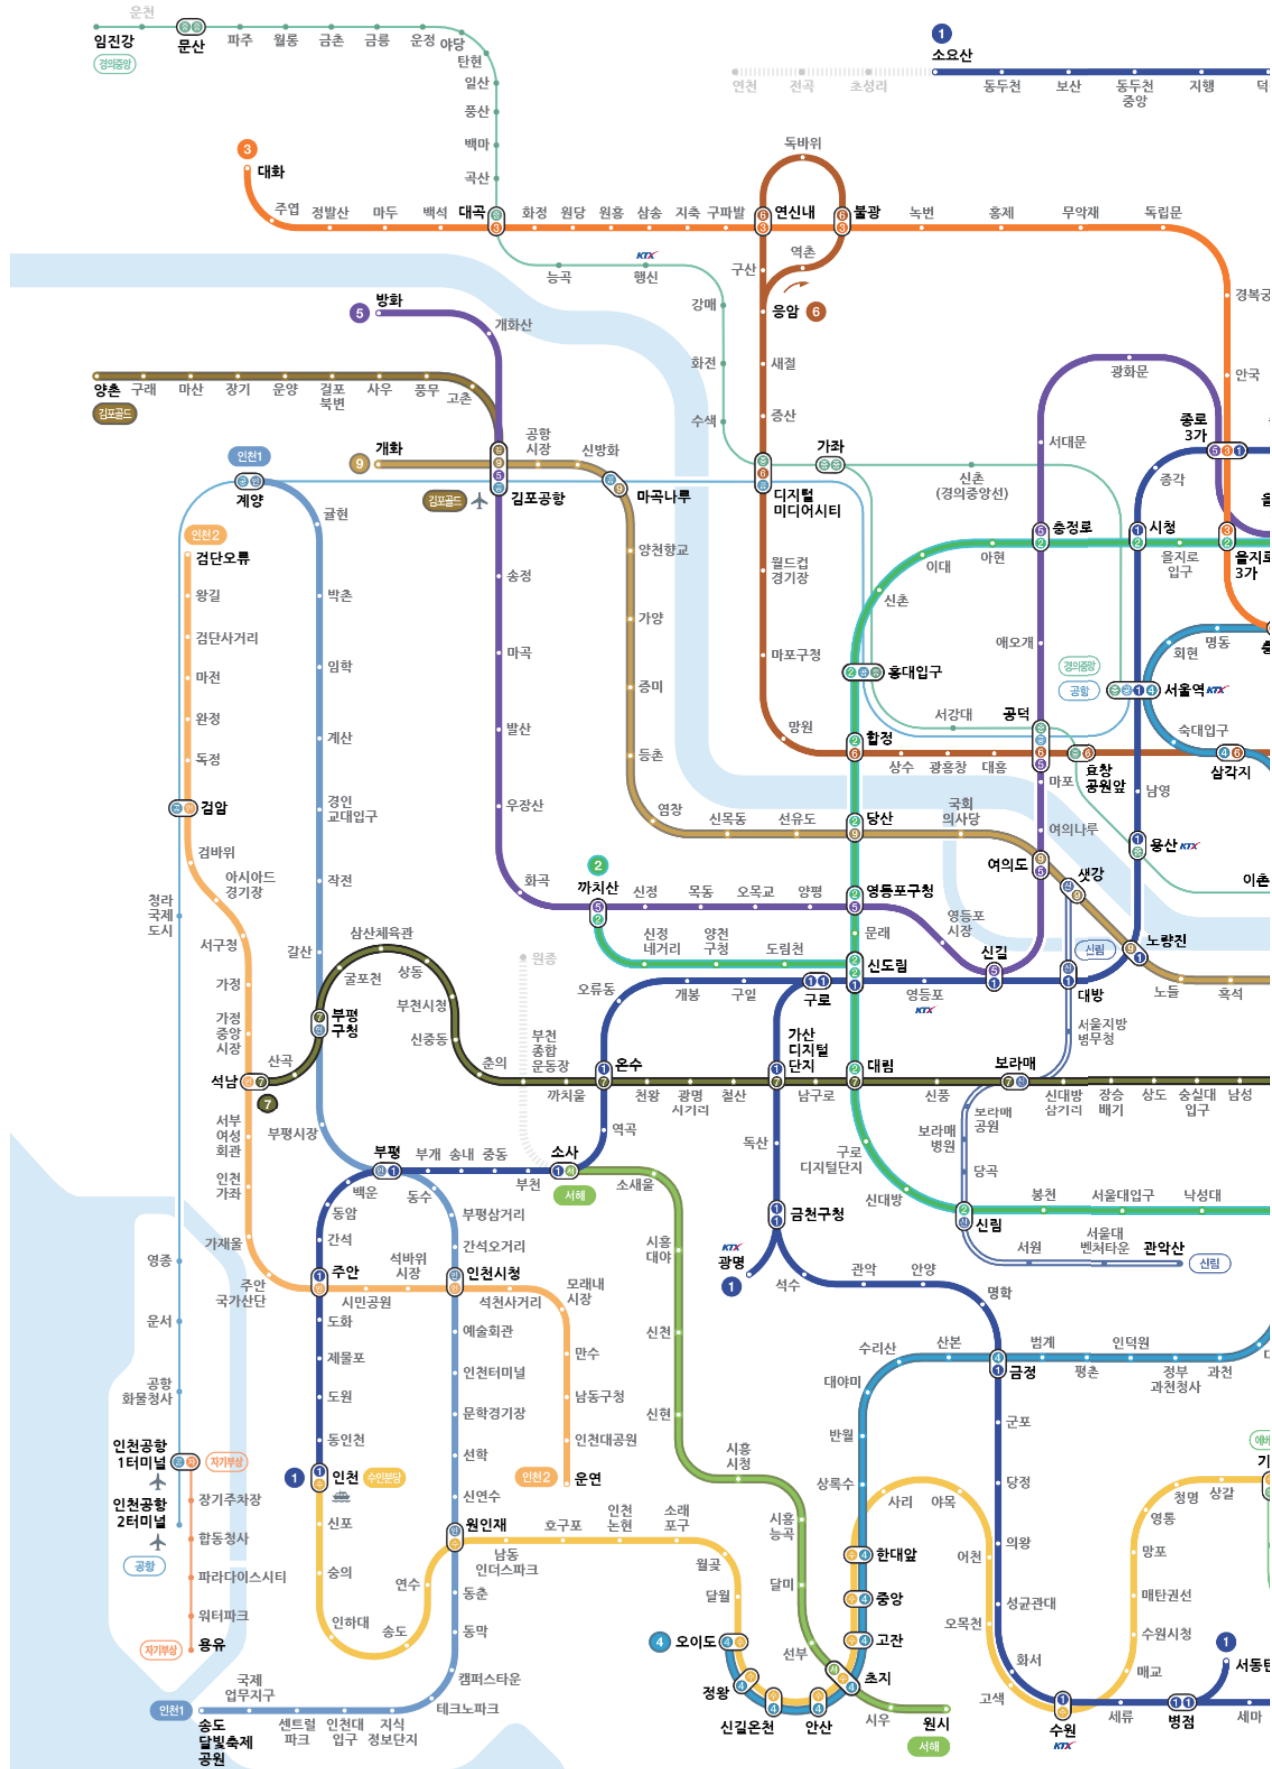 운천
임진강
경의중앙
문산
파주
월롱
금촌
금릉
운정
야당
탄현
일산
풍산
백마
곡산
1
소요산
연천
전곡
초성리
동두천
보산
동두천
중앙
지행
덕
3
대화
주엽
정발산
마두
백석
대곡
화정
원당
원흥
삼송
지축
구파발
연신내
독바위
불광
녹번
홍제
무악재
독립문
역촌
구산
응암
6
능곡
KTX
행신
강매
화전
수색
새절
증산
경복궁
안국
5
방화
개화산
양촌
김포골드
구래
마산
장기
운양
걸포
북변
사우
풍무
고촌
9
개화
공항
시장
신방화
김포골드
김포공항
마곡나루
인천1
계양
귤현
가좌
디지털
미디어시티
신촌
(경의중앙선)
광화문
서대문
종로
3가
종각
충정로
시청
을지로
입구
을지로
3가
아현
이대
신촌
인천2
검단오류
왕길
검단사거리
마전
완정
독정
검암
박촌
임학
계산
경인
교대입구
작전
갈산
송정
마곡
발산
우장산
화곡
양천향교
가양
증미
등촌
염창
신목동
선유도
월드컵
경기장
마포구청
망원
합정
상수
광흥창
대흥
홍대입구
서강대
공덕
애오개
경의중앙
공항
서울역
KTX
회현
명동
숙대입구
삼각지
효창
공원앞
마포
남영
여의나루
용산
KTX
이촌
당산
국회
의사당
여의도
샛강
검바위
아시아드
경기장
청라
국제
도시
서구청
가정
가정
중앙
시장
석남
7
산곡
부평
구청
굴포천
삼산체육관
상동
부천시청
신중동
춘의
원종
부천
종합
운동장
2
까치산
신정
목동
오목교
양평
영등포구청
신정
네거리
양천
구청
도림천
문래
신도림
영등포
시장
신길
신림
대방
노량진
노들
흑석
오류동
개봉
구일
구로
영등포
KTX
서울지방
병무청
가산
디지털
단지
온수
까치울
천왕
광명
사거리
철산
남구로
대림
신풍
보라매
신대방
삼거리
장승
배기
상도
숭실대
입구
남성
보라매
공원
보라매
병원
당곡
서부
여성
회관
인천
가좌
가재울
주안
국가산단
부평시장
부평
부개
송내
중동
부천
소사
서해
역곡
소새울
독산
구로
디지털단지
신대방
신림
봉천
서울대입구
낙성대
서원
서울대
벤처타운
관악산
신림
백운
동암
간석
동수
부평삼거리
간석오거리
주안
석바위
시장
시민공원
인천시청
석천사거리
모래내
시장
시흥
대야
금천구청
KTX
광명
1
석수
관악
안양
명학
영종
운서
공항
화물청사
인천공항
1터미널
자기부상
인천공항
2터미널
공항
장기주차장
합동청사
파라다이스시티
워터파크
자기부상
용유
도화
제물포
도원
동인천
1
인천
수인분당
신포
숭의
인하대
송도
연수
예술회관
인천터미널
문학경기장
선학
신연수
원인재
만수
남동구청
인천대공원
인천2
운연
신천
신현
시흥
시청
시흥
능곡
달미
선부
수리산
산본
대야미
반월
상록수
금정
범계
평촌
인덕원
정부
과천청사
과천
군포
당정
의왕
성균관대
화서
사리
야목
어천
오목천
고색
한대앞
중앙
고잔
초지
남동
인더스파크
호구포
인천
논현
소래
포구
월곶
달월
4
오이도
정왕
신길온천
안산
시우
원시
서해
동춘
동막
캠퍼스타운
테크노파크
지식
정보단지
인천대
입구
센트럴
파크
국제
업무지구
인천1
송도
달빛축제
공원
수원
KTX
세류
병점
1
서동탄
세마
매교
수원시청
매탄권선
망포
영통
청명
상갈